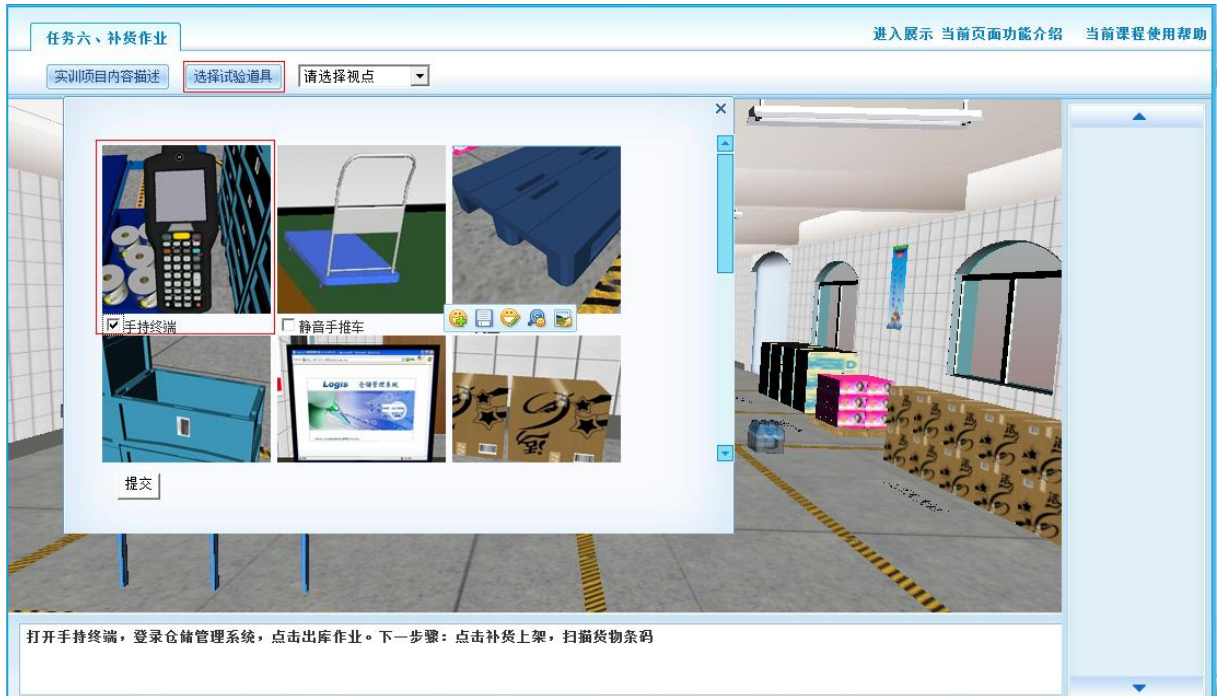 任务六、补货作业
进入展示 当前页面功能介绍 当前课程使用帮助
实训项目内容描述 选择试验道具 请选择视点
手持终端 静音手推车
Logis 仓储管理系统
提交
打开手持终端，登录仓储管理系统，点击出库作业。下一步骤：点击补货上架，扫描货物条码